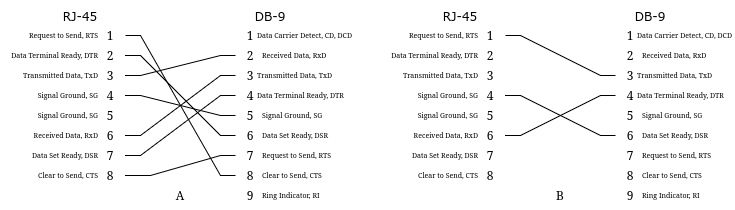 RJ-45 DB-9
Request to Send, RTS 1 1 Data Carrier Detect, CD, DCD
Data Terminal Ready, DTR 2 2 Received Data, RxD
Transmitted Data, TxD 3 3 Transmitted Data, TxD
Signal Ground, SG 4 4 Data Terminal Ready, DTR
Signal Ground, SG 5 5 Signal Ground, SG
Received Data, RxD 6 6 Data Set Ready, DSR
Data Set Ready, DSR 7 7 Request to Send, RTS
Clear to Send, CTS 8 8 Clear to Send, CTS
A 9 Ring Indicator, RI
RJ-45 DB-9
Request to Send, RTS 1 1 Data Carrier Detect, CD, DCD
Data Terminal Ready, DTR 2 2 Received Data, RxD
Transmitted Data, TxD 3 3 Transmitted Data, TxD
Signal Ground, SG 4 4 Data Terminal Ready, DTR
Signal Ground, SG 5 5 Signal Ground, SG
Received Data, RxD 6 6 Data Set Ready, DSR
Data Set Ready, DSR 7 7 Request to Send, RTS
Clear to Send, CTS 8 8 Clear to Send, CTS
B 9 Ring Indicator, RI